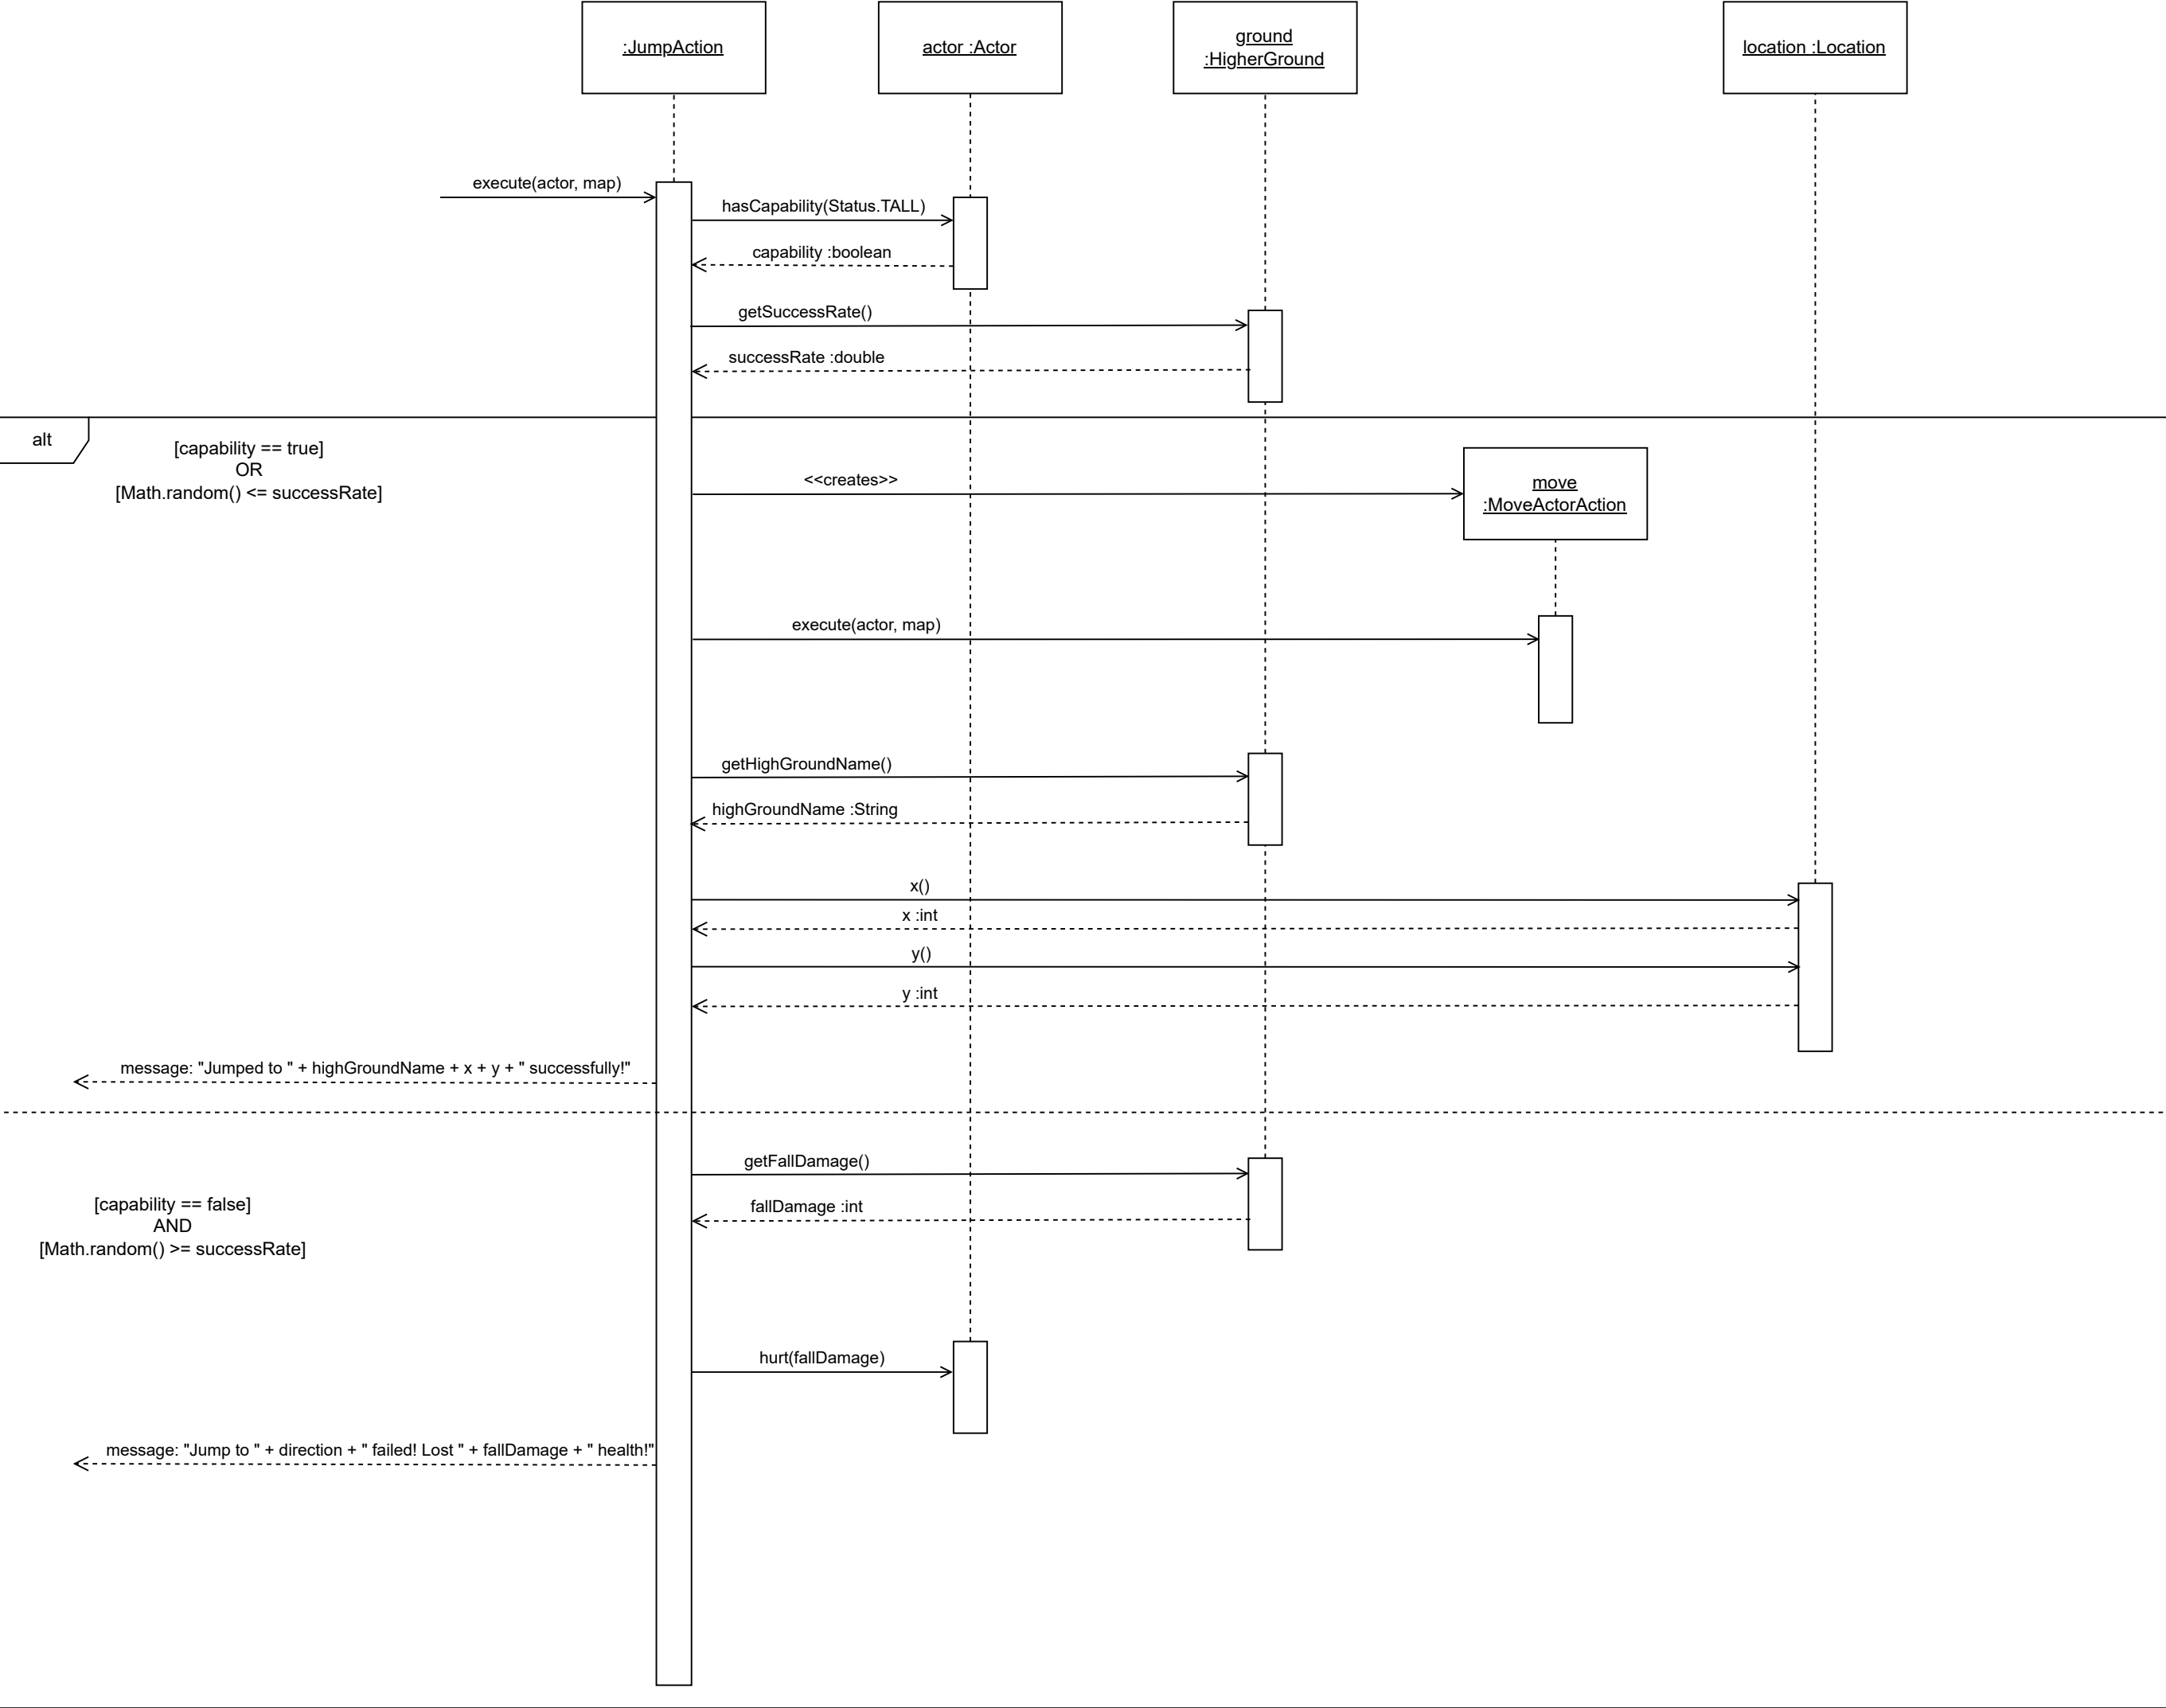 :JumpAction
actor :Actor
ground
:HigherGround
location :Location
execute(actor, map)
hasCapability(Status.TALL)
capability :boolean
getSuccessRate()
successRate :double
alt
[capability == true]
OR
[Math.random() <= successRate]
<<creates>>
move
:MoveActorAction
execute(actor, map)
getHighGroundName()
highGroundName :String
x()
x :int
y()
y :int
message: "Jumped to " + highGroundName + x + y + " successfully!"
getFallDamage()
[capability == false]
AND
[Math.random() >= successRate]
fallDamage :int
hurt(fallDamage)
message: "Jump to " + direction + " failed! Lost " + fallDamage + " health!"